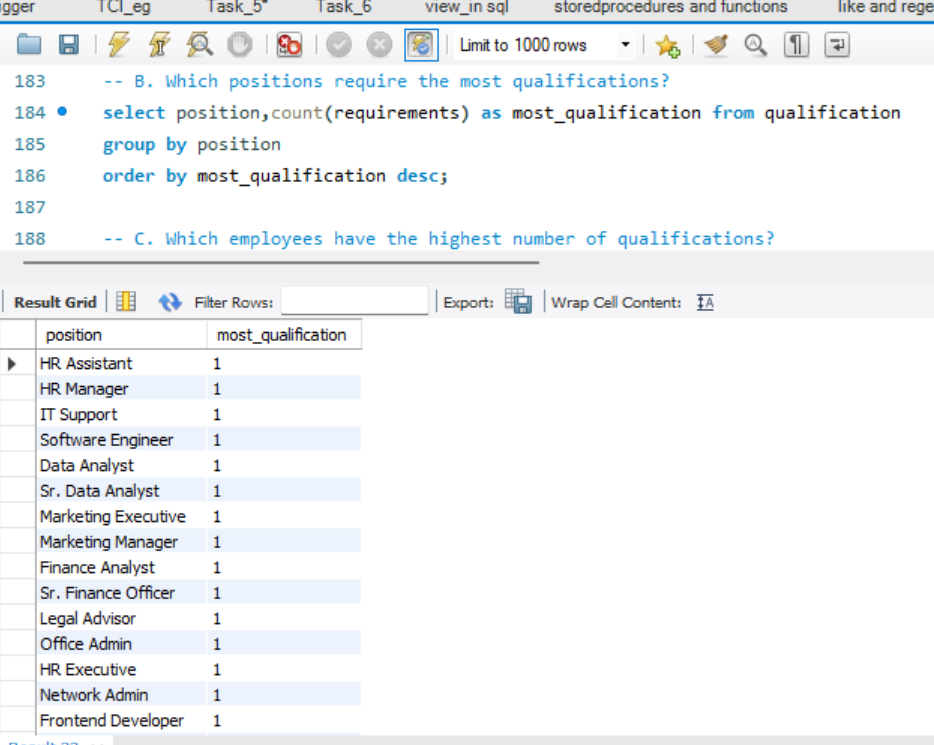 TCI_eg Task_5* Task_6 view_in sql storedprocedures and functions
Limit to 1000 rows
183 -- B. Which positions require the most qualifications?
184 select position,count(requirements) as most_qualification from qualification
185 group by position
186 order by most_qualification desc;
187
188 -- C. Which employees have the highest number of qualifications?
Result Grid Filter Rows: Export: Wrap Cell Content: IA
position most_qualification
HR Assistant 1
HR Manager 1
IT Support 1
Software Engineer 1
Data Analyst 1
Sr. Data Analyst 1
Marketing Executive 1
Marketing Manager 1
Finance Analyst 1
Sr. Finance Officer 1
Legal Advisor 1
Office Admin 1
HR Executive 1
Network Admin 1
Frontend Developer 1